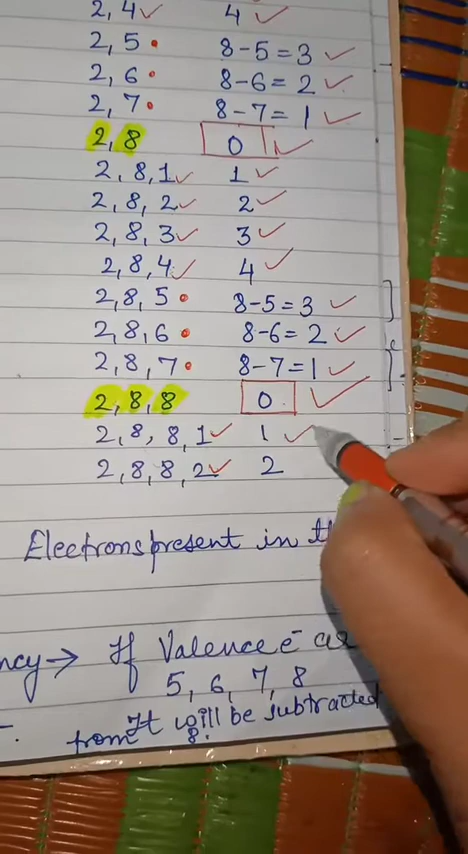 2, 4 4
2, 5 8-5=3
2, 6 8-6=2
2, 7 8-7=1
2, 8 0
2, 8, 1 1
2, 8, 2 2
2, 8, 3 3
2, 8, 4 4
2, 8, 5 8-5=3
2, 8, 6 8-6=2
2, 8, 7 8-7=1
2, 8, 8 0
2, 8, 8, 1 1
2, 8, 8, 2 2
Electrons present in
ncy → If Valence e-
5, 6, 7, 8
It will be subtracted
from 8.